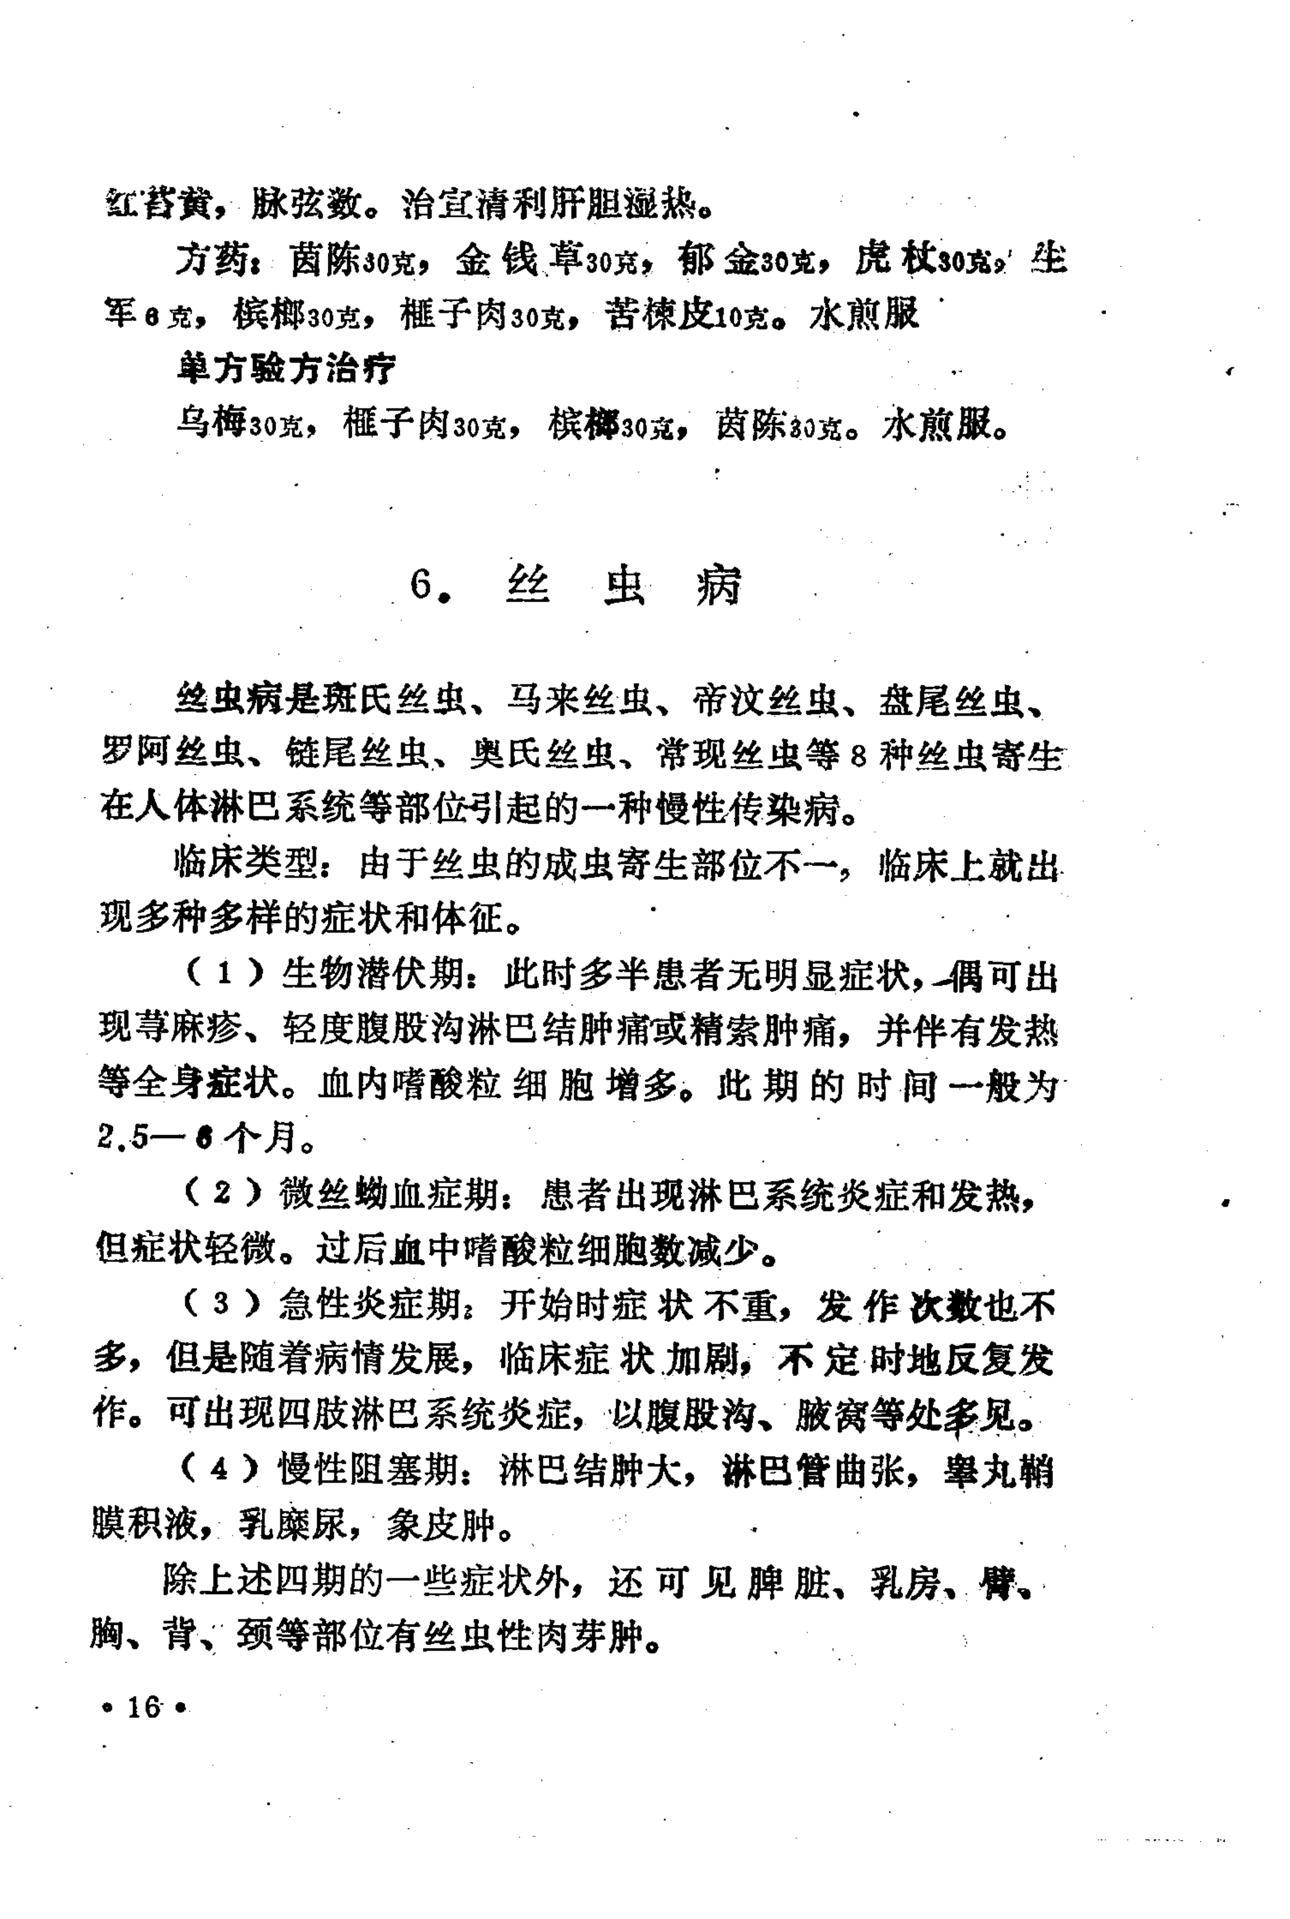 红苔黄，脉弦数。治宜清利肝胆湿热。
方药：茵陈30克，金钱草30克，郁金30克，虎杖30克，生
军6克，槟榔30克，榧子肉30克，苦楝皮10克。水煎服
单方验方治疗
乌梅30克，榧子肉30克，槟榔30克，茵陈30克。水煎服。
6．丝虫病
丝虫病是斑氏丝虫、马来丝虫、帝汶丝虫、盘尾丝虫、
罗阿丝虫、链尾丝虫、奥氏丝虫、常现丝虫等8种丝虫寄生
在人体淋巴系统等部位引起的一种慢性传染病。
临床类型：由于丝虫的成虫寄生部位不一，临床上就出
现多种多样的症状和体征。
（1）生物潜伏期：此时多半患者无明显症状，偶可出
现荨麻疹、轻度腹股沟淋巴结肿痛或精索肿痛，并伴有发热
等全身症状。血内嗜酸粒细胞增多。此期的时间一般为
2.5—6个月。
（2）微丝蚴血症期：患者出现淋巴系统炎症和发热，
但症状轻微。过后血中嗜酸粒细胞数减少。
（3）急性炎症期：开始时症状不重，发作次数也不
多，但是随着病情发展，临床症状加剧，不定时地反复发
作。可出现四肢淋巴系统炎症，以腹股沟、腋窝等处多见。
（4）慢性阻塞期：淋巴结肿大，淋巴管曲张，睾丸鞘
膜积液，乳糜尿，象皮肿。
除上述四期的一些症状外，还可见脾脏、乳房、臂、
胸、背、颈等部位有丝虫性肉芽肿。
•16•